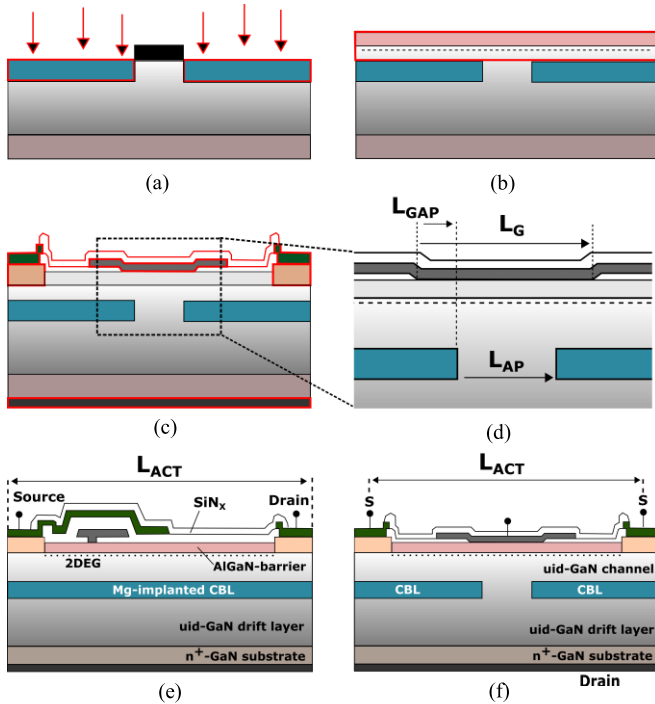 (a)
(b)
L_GAP
L_G
L_AP
(c)
(d)
L_ACT
Source
SiN_x
Drain
2DEG
AlGaN-barrier
Mg-implanted CBL
uid-GaN drift layer
n⁺-GaN substrate
(e)
L_ACT
S
S
uid-GaN channel
CBL
CBL
uid-GaN drift layer
n⁺-GaN substrate
Drain
(f)